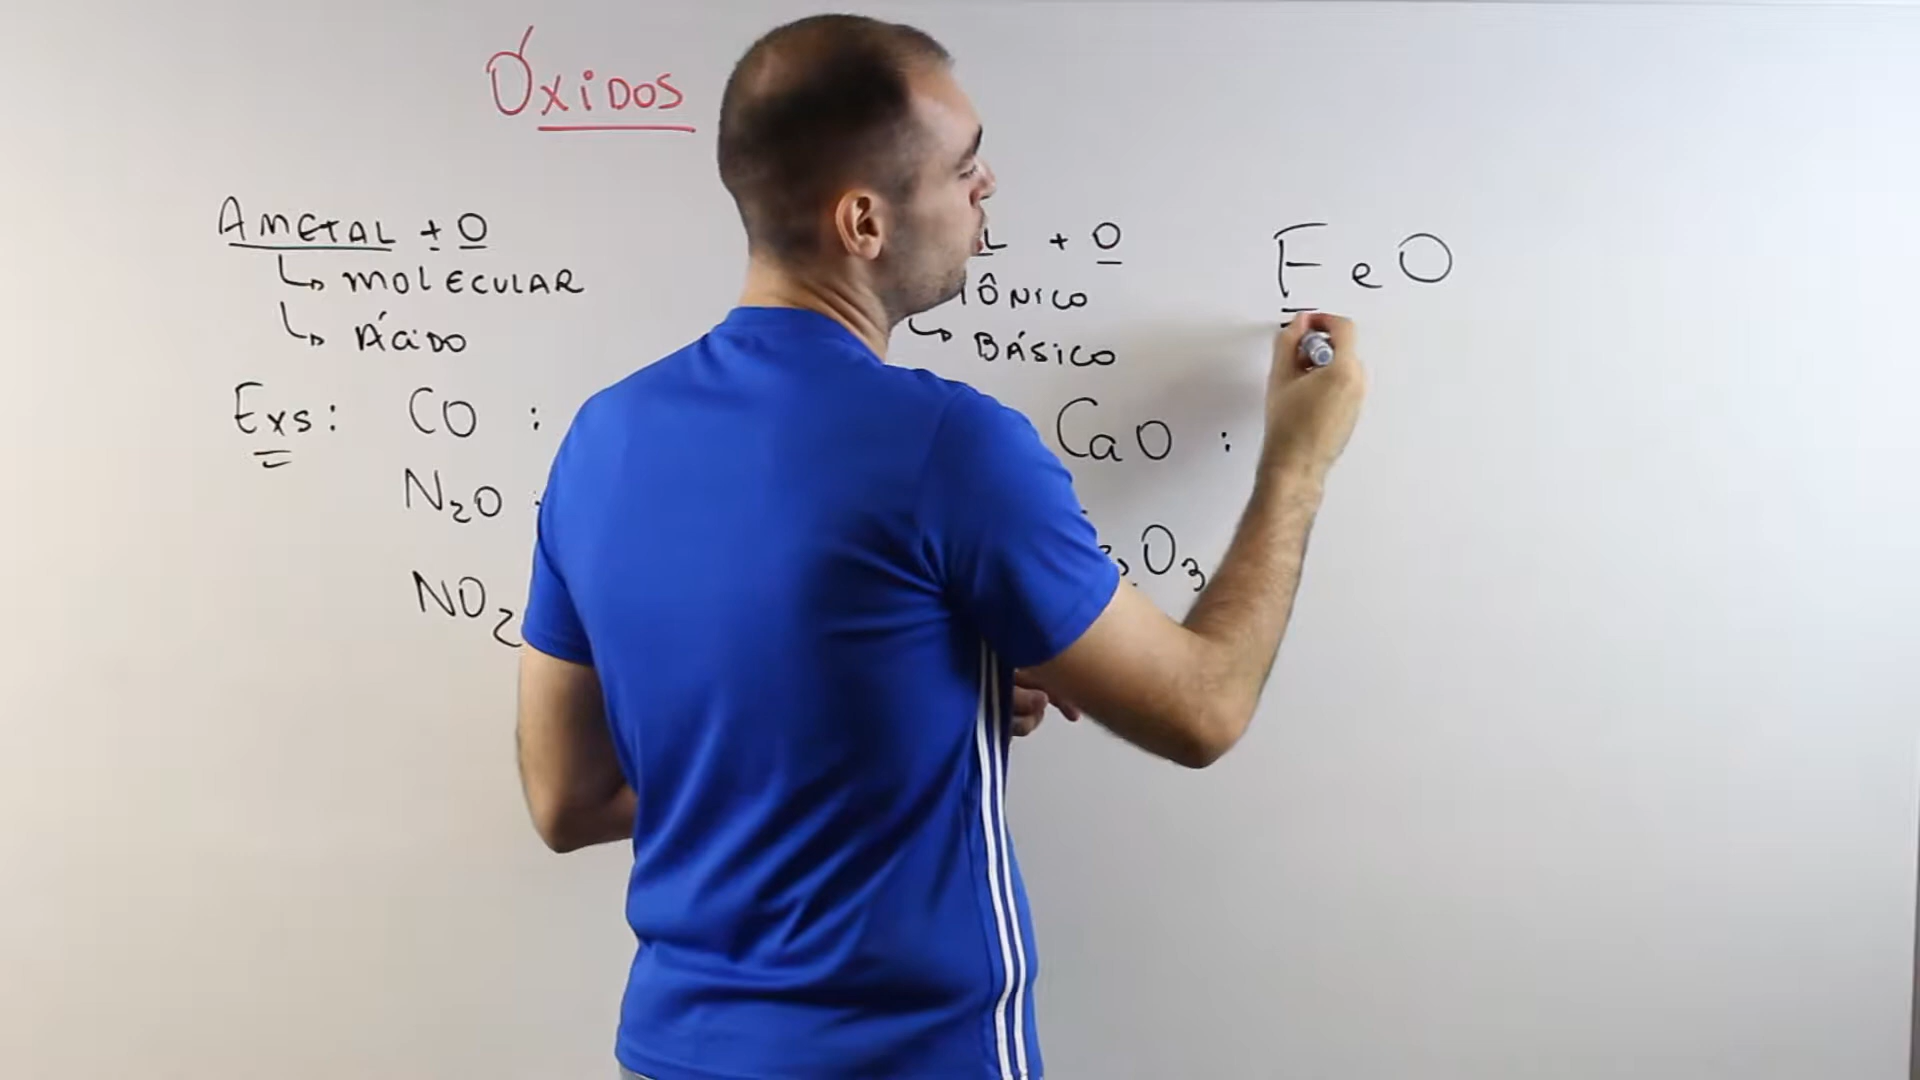 Óxidos
AMETAL + O
↳ MOLECULAR
↳ ÁCIDO
Exs: CO :
N₂O
NO₂
+ O
IÔNICO
↳ BÁSICO
CaO :
O₃
FeO